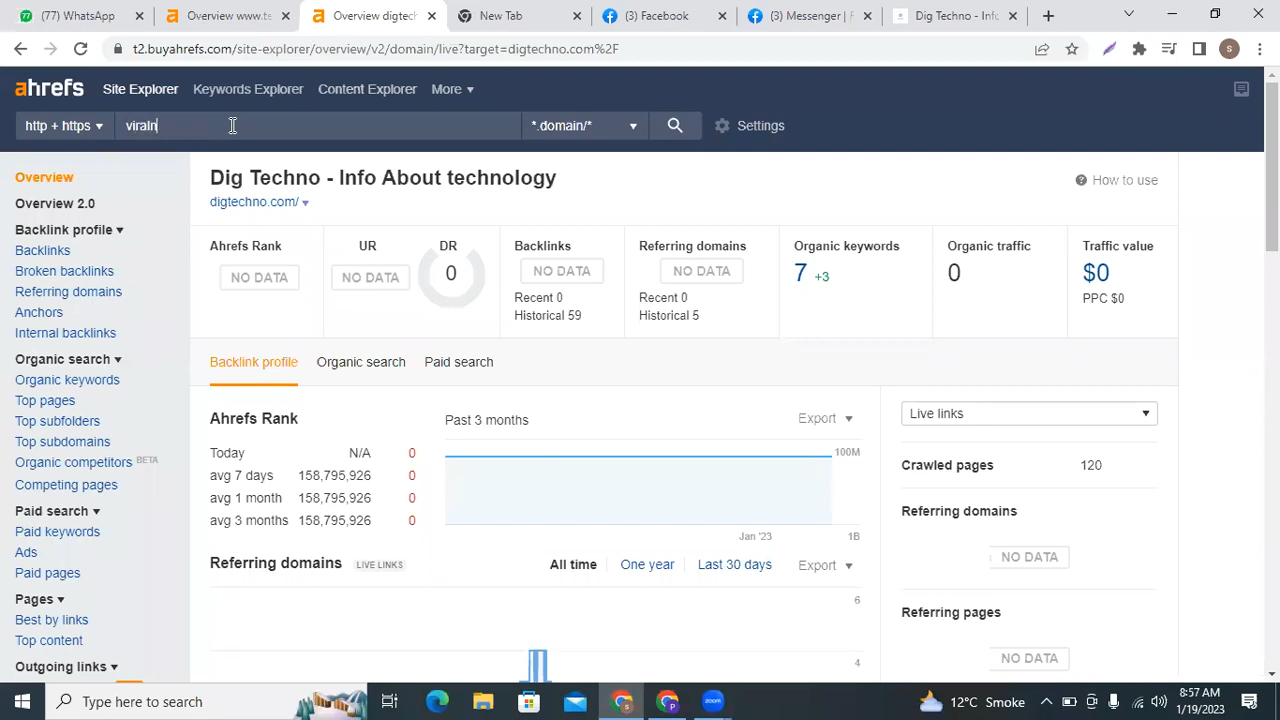 (77) WhatsApp
Overview www.ts
Overview digtech
New Tab
(3) Facebook
(3) Messenger | F
Dig Techno - Info
t2.buyahrefs.com/site-explorer/overview/v2/domain/live?target=digtechno.com%2F
S
ahrefs
Site Explorer
Keywords Explorer
Content Explorer
More
http + https
viraln
*.domain/*
Settings
Overview
Overview 2.0
Backlink profile
Backlinks
Broken backlinks
Referring domains
Anchors
Internal backlinks
Organic search
Organic keywords
Top pages
Top subfolders
Top subdomains
Organic competitors BETA
Competing pages
Paid search
Paid keywords
Ads
Paid pages
Pages
Best by links
Top content
Outgoing links
Dig Techno - Info About technology
digtechno.com/
How to use
Ahrefs Rank
NO DATA
UR
NO DATA
DR
0
Backlinks
NO DATA
Recent 0
Historical 59
Referring domains
NO DATA
Recent 0
Historical 5
Organic keywords
7 +3
Organic traffic
0
Traffic value
$0
PPC $0
Backlink profile
Organic search
Paid search
Ahrefs Rank
Today N/A 0
avg 7 days 158,795,926 0
avg 1 month 158,795,926 0
avg 3 months 158,795,926 0
Past 3 months
Export
100M
Jan '23
1B
Referring domains LIVE LINKS
All time
One year
Last 30 days
Export
6
4
Live links
Crawled pages 120
Referring domains
NO DATA
Referring pages
NO DATA
Type here to search
zoom
12°C Smoke
8:57 AM
1/19/2023